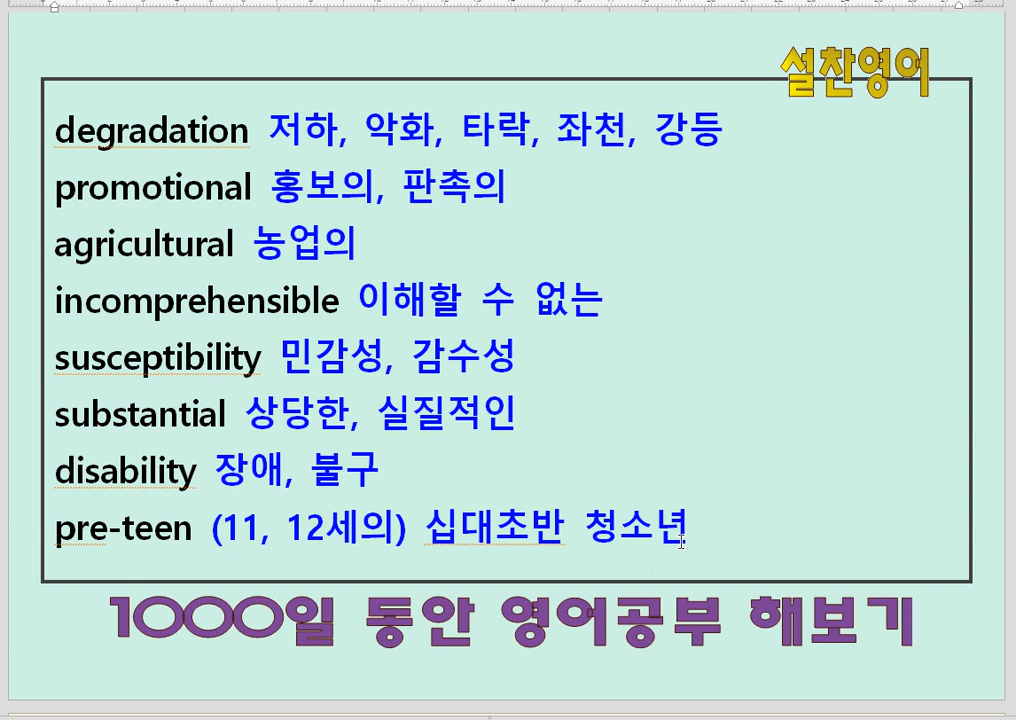 설찬영어
degradation 저하, 악화, 타락, 좌천, 강등
promotional 홍보의, 판촉의
agricultural 농업의
incomprehensible 이해할 수 없는
susceptibility 민감성, 감수성
substantial 상당한, 실질적인
disability 장애, 불구
pre-teen (11, 12세의) 십대초반 청소년
1000일 동안 영어공부 해보기